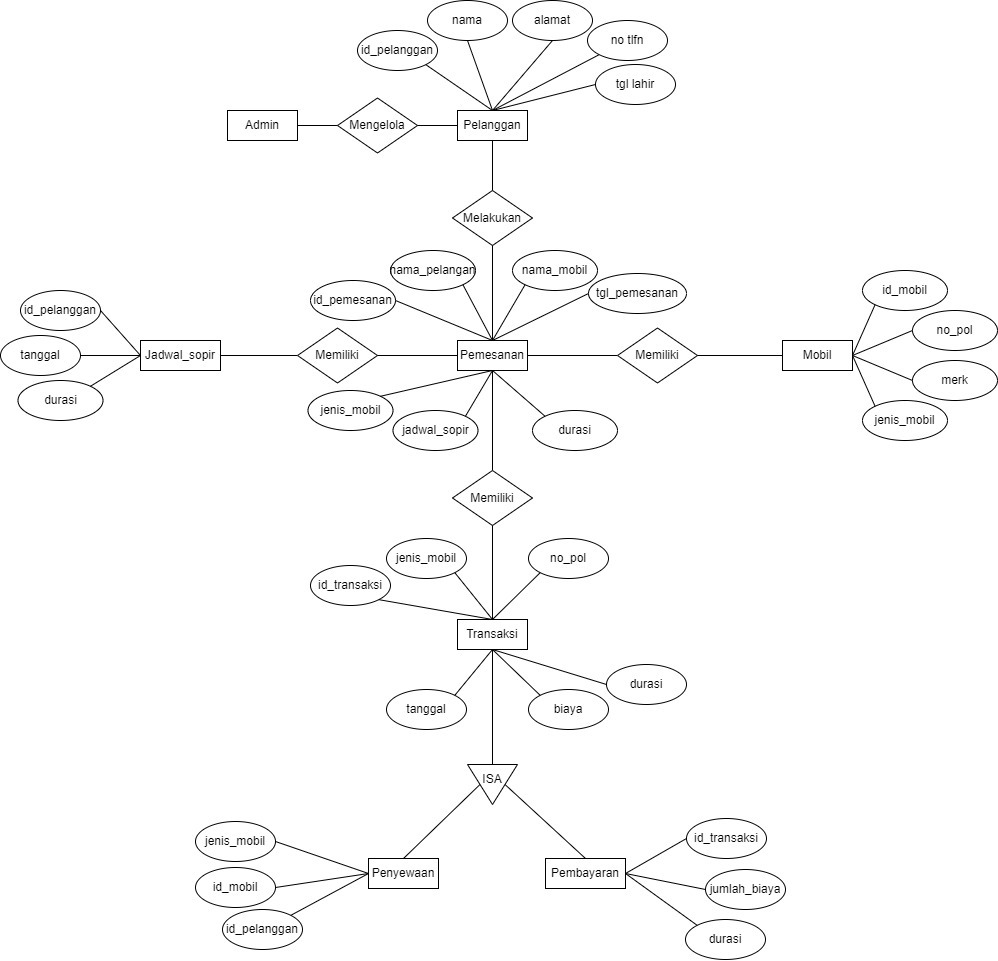 nama
alamat
no tlfn
id_pelanggan
tgl lahir
Admin
Mengelola
Pelanggan
Melakukan
nama_pelangan
nama_mobil
id_pemesanan
tgl_pemesanan
id_mobil
id_pelanggan
no_pol
tanggal
Jadwal_sopir
Memiliki
Pemesanan
Memiliki
Mobil
merk
durasi
jenis_mobil
jadwal_sopir
durasi
jenis_mobil
Memiliki
jenis_mobil
no_pol
id_transaksi
Transaksi
durasi
tanggal
biaya
ISA
jenis_mobil
id_transaksi
Penyewaan
Pembayaran
id_mobil
jumlah_biaya
id_pelanggan
durasi